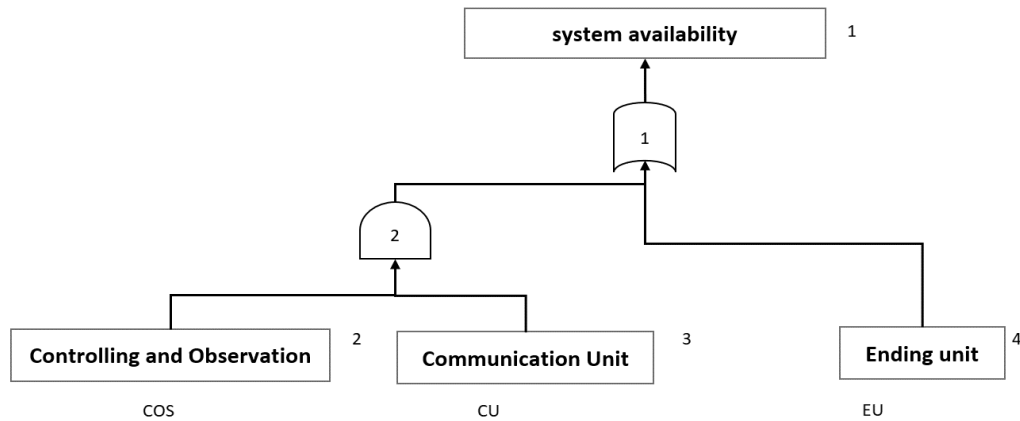 system availability
1
1
2
Controlling and Observation
2
Communication Unit
3
Ending unit
4
COS
CU
EU